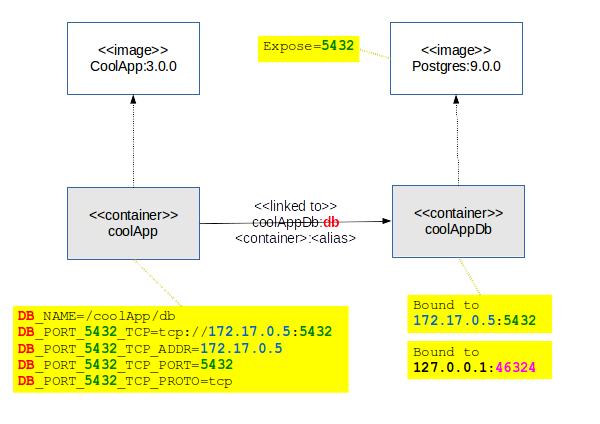 <<image>>
CoolApp:3.0.0
Expose=5432
<<image>>
Postgres:9.0.0
<<container>>
coolApp
<<linked to>>
coolAppDb:db
<container>:<alias>
<<container>>
coolAppDb
DB_NAME=/coolApp/db
DB_PORT_5432_TCP=tcp://172.17.0.5:5432
DB_PORT_5432_TCP_ADDR=172.17.0.5
DB_PORT_5432_TCP_PORT=5432
DB_PORT_5432_TCP_PROTO=tcp
Bound to
172.17.0.5:5432
Bound to
127.0.0.1:46324